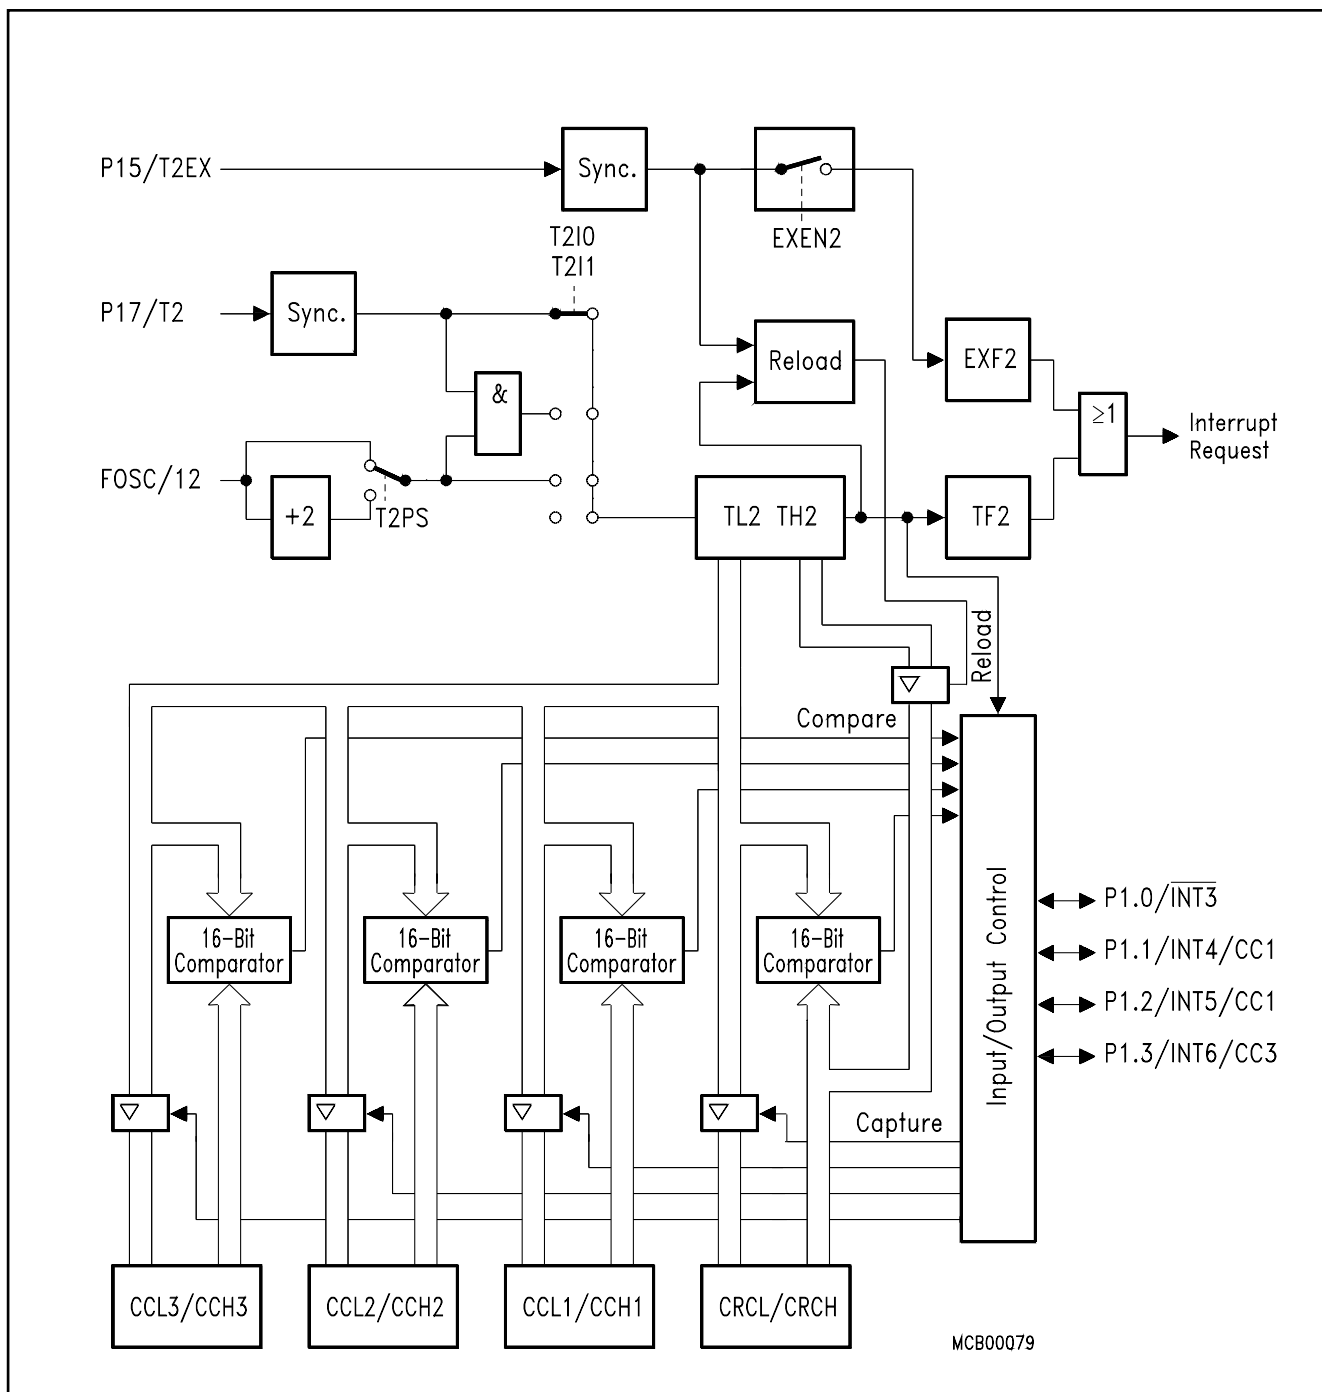 P15/T2EX
Sync.
EXEN2
T2I0
T2I1
P17/T2
Sync.
Reload
EXF2
&
≥1
Interrupt
Request
FOSC/12
+2
T2PS
TL2 TH2
TF2
Reload
Compare
16-Bit
Comparator
16-Bit
Comparator
16-Bit
Comparator
16-Bit
Comparator
Input/Output Control
P1.0/I̅N̅T̅3̅
P1.1/INT4/CC1
P1.2/INT5/CC1
P1.3/INT6/CC3
Capture
CCL3/CCH3
CCL2/CCH2
CCL1/CCH1
CRCL/CRCH
MCB00079